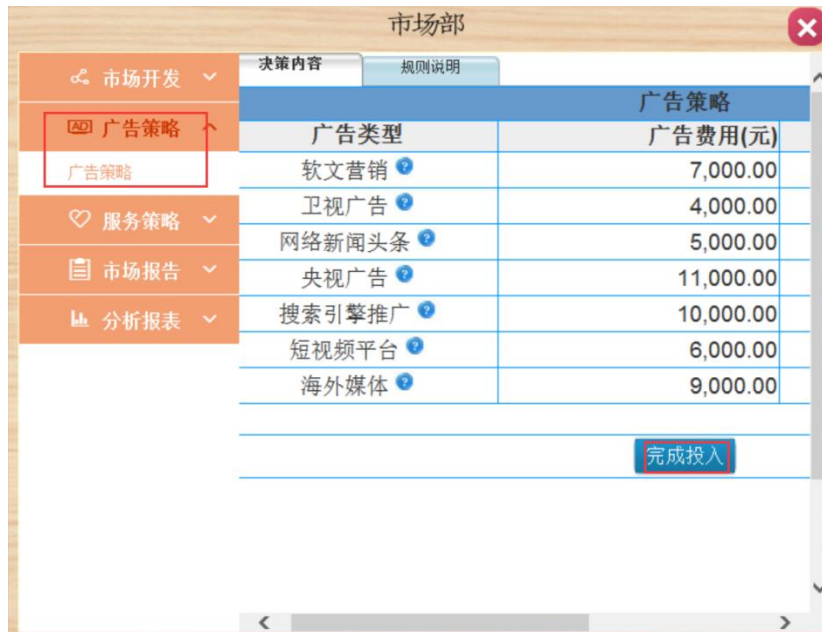 市场部
市场开发
AD 广告策略
广告策略
服务策略
市场报告
分析报表
决策内容 规则说明
广告策略
广告类型 广告费用(元)
软文营销 7,000.00
卫视广告 4,000.00
网络新闻头条 5,000.00
央视广告 11,000.00
搜索引擎推广 10,000.00
短视频平台 6,000.00
海外媒体 9,000.00
完成投入